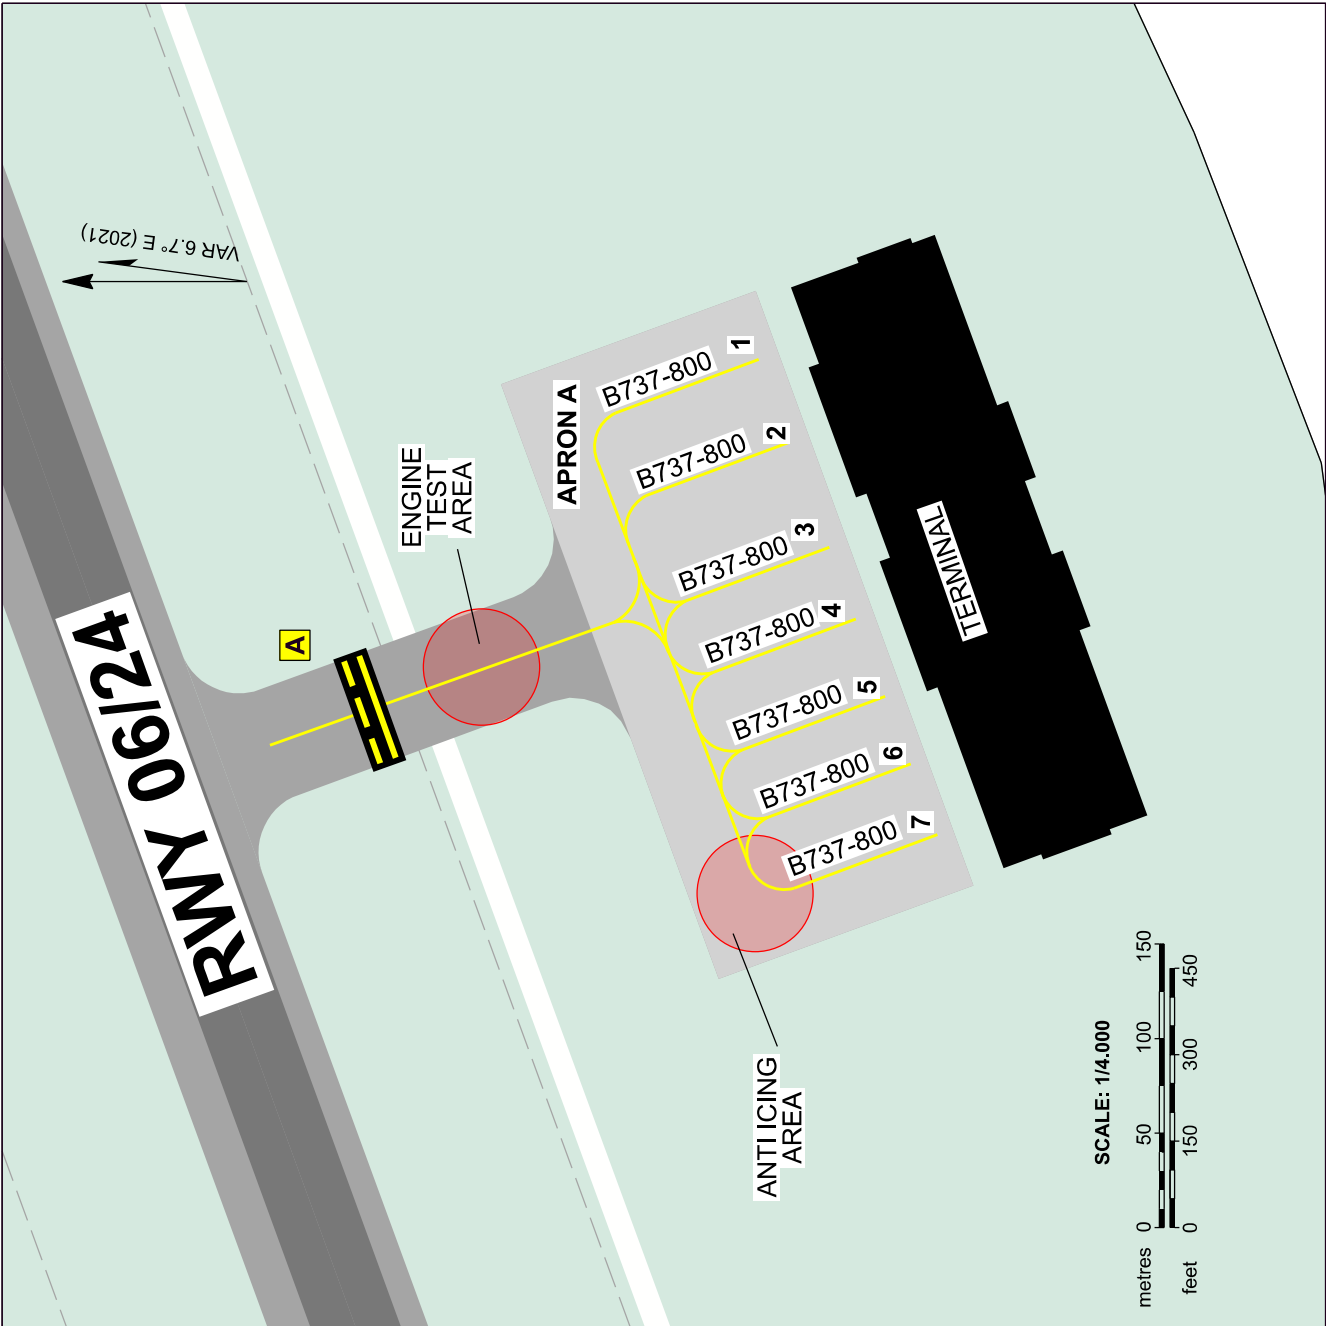 RWY 06/24
VAR 6.7° E (2021)
A
ENGINE
TEST
AREA
APRON A
B737-800 1
B737-800 2
B737-800 3
B737-800 4
B737-800 5
B737-800 6
B737-800 7
TERMINAL
ANTI ICING
AREA
SCALE: 1/4.000
metres 0 50 100 150
feet 0 150 300 450